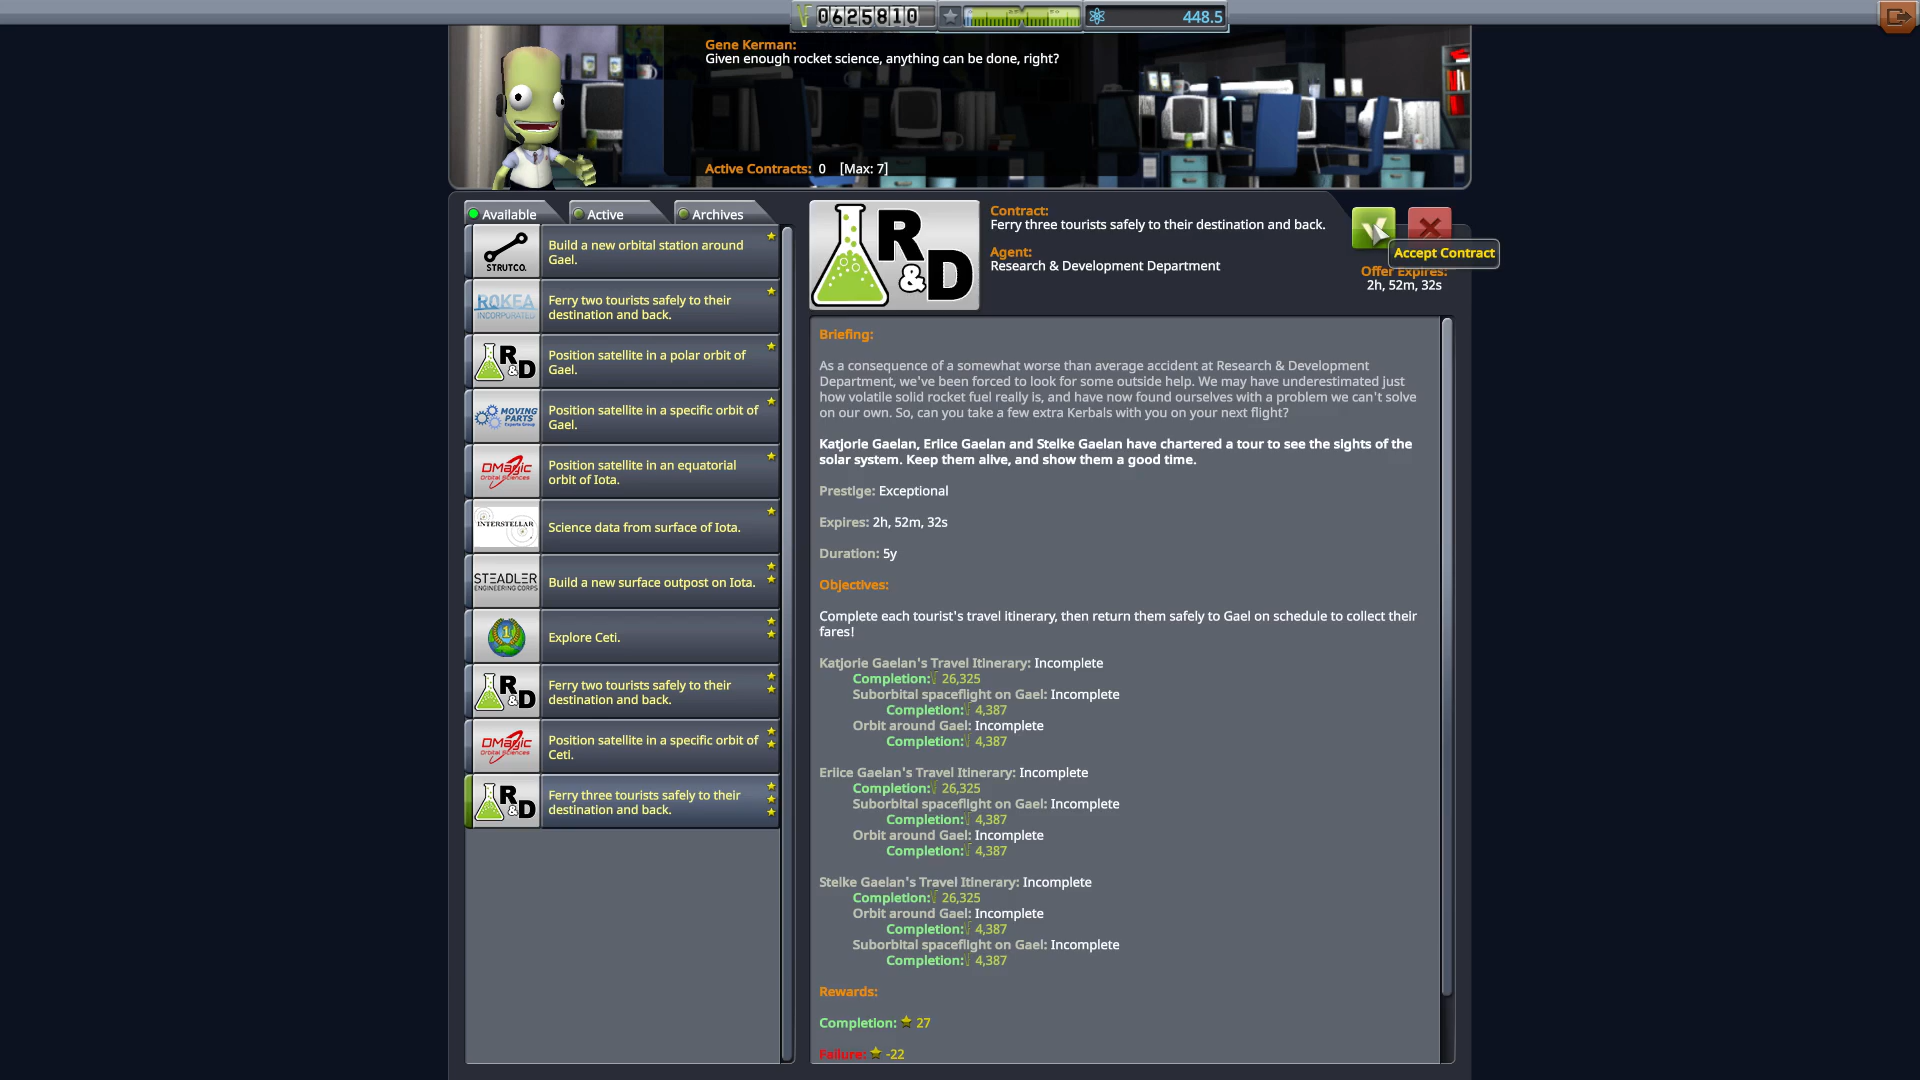 0625810
448.5
Gene Kerman:
Given enough rocket science, anything can be done, right?
Active Contracts: 0 [Max: 7]
Available
Active
Archives
STRUTCO.
Build a new orbital station around
Gael.
ROKEA
INCORPORATED
Ferry two tourists safely to their
destination and back.
R&D
Position satellite in a polar orbit of
Gael.
MOVING
PARTS
Experts Group
Position satellite in a specific orbit of
Gael.
DMagic
Orbital Sciences
Position satellite in an equatorial
orbit of Iota.
INTERSTELLAR
Science data from surface of Iota.
STEADLER
ENGINEERING CORPS
Build a new surface outpost on Iota.
1
Explore Ceti.
R&D
Ferry two tourists safely to their
destination and back.
DMagic
Orbital Sciences
Position satellite in a specific orbit of
Ceti.
R&D
Ferry three tourists safely to their
destination and back.
R&D
Contract:
Ferry three tourists safely to their destination and back.
Agent:
Research & Development Department
Accept Contract
Offer Expires:
2h, 52m, 32s
Briefing:
As a consequence of a somewhat worse than average accident at Research & Development
Department, we've been forced to look for some outside help. We may have underestimated just
how volatile solid rocket fuel really is, and have now found ourselves with a problem we can't solve
on our own. So, can you take a few extra Kerbals with you on your next flight?
Katjorie Gaelan, Erlice Gaelan and Stelke Gaelan have chartered a tour to see the sights of the
solar system. Keep them alive, and show them a good time.
Prestige: Exceptional
Expires: 2h, 52m, 32s
Duration: 5y
Objectives:
Complete each tourist's travel itinerary, then return them safely to Gael on schedule to collect their
fares!
Katjorie Gaelan's Travel Itinerary: Incomplete
Completion: 26,325
Suborbital spaceflight on Gael: Incomplete
Completion: 4,387
Orbit around Gael: Incomplete
Completion: 4,387
Erlice Gaelan's Travel Itinerary: Incomplete
Completion: 26,325
Suborbital spaceflight on Gael: Incomplete
Completion: 4,387
Orbit around Gael: Incomplete
Completion: 4,387
Stelke Gaelan's Travel Itinerary: Incomplete
Completion: 26,325
Orbit around Gael: Incomplete
Completion: 4,387
Suborbital spaceflight on Gael: Incomplete
Completion: 4,387
Rewards:
Completion: 27
Failure: -22